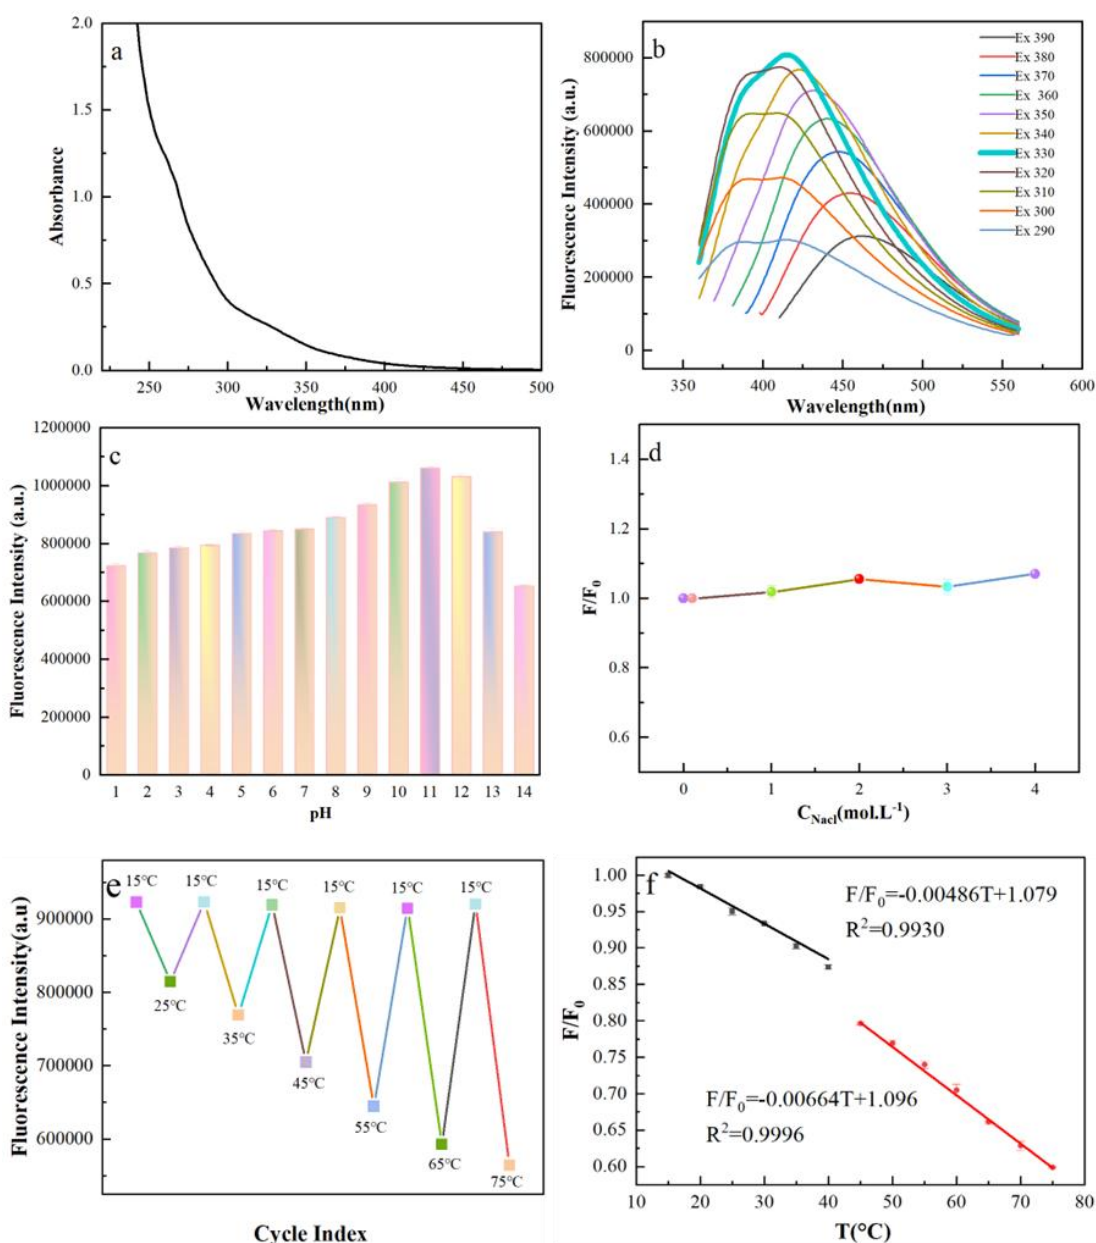 a
2.0
1.5
1.0
0.5
0.0
Absorbance
250 300 350 400 450 500
Wavelength(nm)
b
800000
600000
400000
200000
0
Fluorescence Intensity (a.u.)
350 400 450 500 550 600
Wavelength(nm)
Ex 390
Ex 380
Ex 370
Ex 360
Ex 350
Ex 340
Ex 330
Ex 320
Ex 310
Ex 300
Ex 290
c
1200000
1000000
800000
600000
400000
200000
0
Fluorescence Intensity (a.u.)
1 2 3 4 5 6 7 8 9 10 11 12 13 14
pH
d
1.4
1.2
1.0
0.8
0.6
F/F₀
0 1 2 3 4
C_Nacl(mol.L⁻¹)
e
15°C 15°C 15°C 15°C 15°C 15°C
900000
800000
700000
600000
Fluorescence Intensity(a.u)
25°C
35°C
45°C
55°C
65°C
75°C
Cycle Index
f
1.00
0.95
0.90
0.85
0.80
0.75
0.70
0.65
0.60
F/F₀
F/F₀=-0.00486T+1.079
R²=0.9930
F/F₀=-0.00664T+1.096
R²=0.9996
10 20 30 40 50 60 70 80
T(°C)